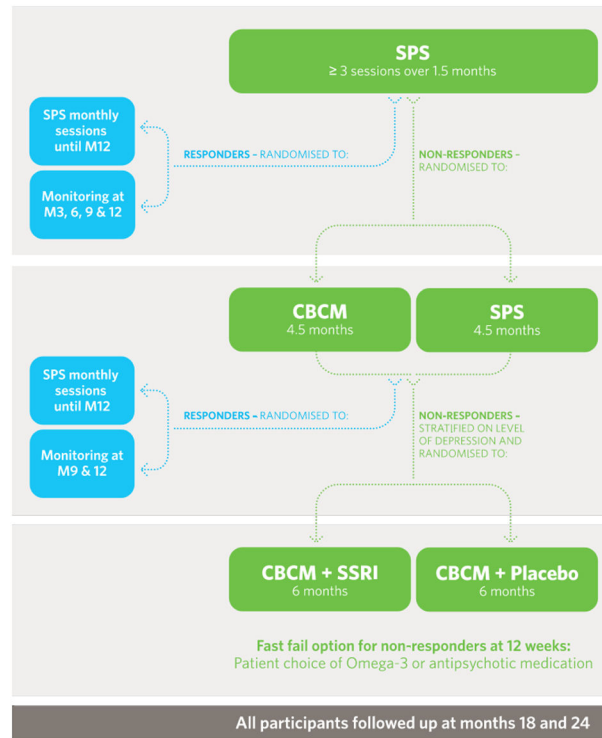 SPS
≥ 3 sessions over 1.5 months
SPS monthly
sessions
until M12
Monitoring at
M3, 6, 9 & 12
RESPONDERS – RANDOMISED TO:
NON-RESPONDERS –
RANDOMISED TO:
CBCM
4.5 months
SPS
4.5 months
SPS monthly
sessions
until M12
Monitoring at
M9 & 12
RESPONDERS – RANDOMISED TO:
NON-RESPONDERS –
STRATIFIED ON LEVEL
OF DEPRESSION AND
RANDOMISED TO:
CBCM + SSRI
6 months
CBCM + Placebo
6 months
Fast fail option for non-responders at 12 weeks:
Patient choice of Omega-3 or antipsychotic medication
All participants followed up at months 18 and 24